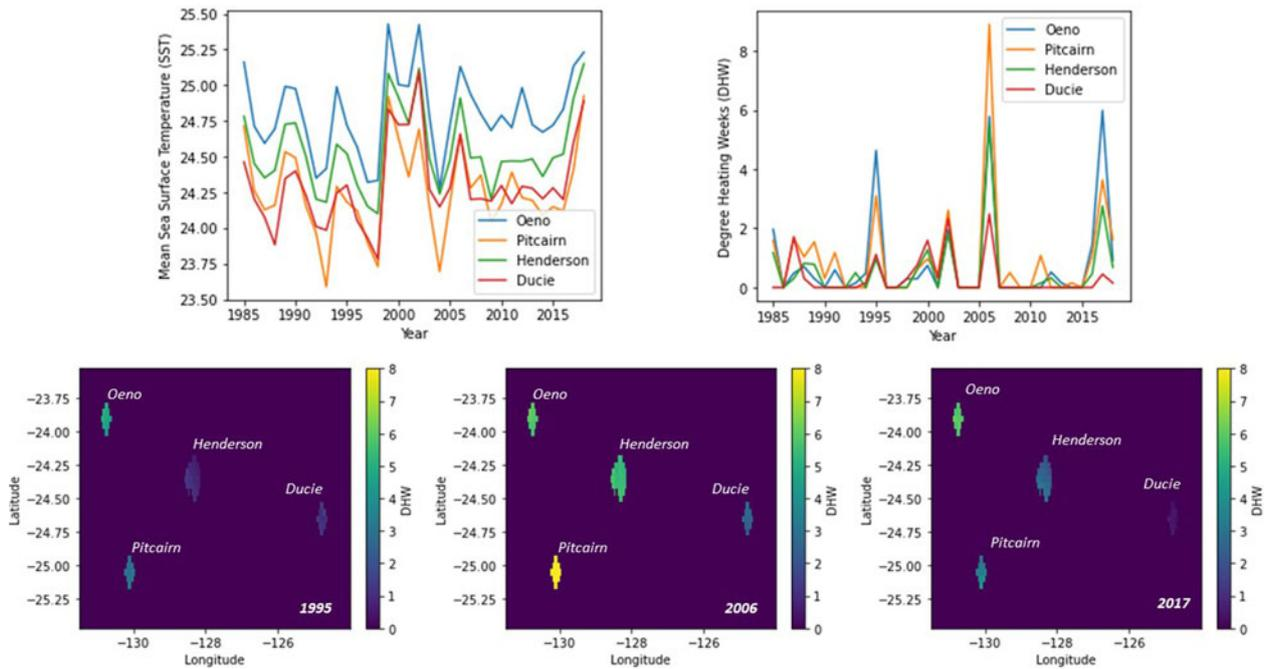 Mean Sea Surface Temperature (SST)
25.50
25.25
25.00
24.75
24.50
24.25
24.00
23.75
23.50
1985 1990 1995 2000 2005 2010 2015
Year
Oeno
Pitcairn
Henderson
Ducie
Degree Heating Weeks (DHW)
8
6
4
2
0
1985 1990 1995 2000 2005 2010 2015
Year
Oeno
Pitcairn
Henderson
Ducie
Latitude
−23.75
−24.00
−24.25
−24.50
−24.75
−25.00
−25.25
Oeno
Henderson
Ducie
Pitcairn
1995
−130 −128 −126
Longitude
8
7
6
5
4
3
2
1
0
DHW
Latitude
−23.75
−24.00
−24.25
−24.50
−24.75
−25.00
−25.25
Oeno
Henderson
Ducie
Pitcairn
2006
−130 −128 −126
Longitude
8
7
6
5
4
3
2
1
0
DHW
Latitude
−23.75
−24.00
−24.25
−24.50
−24.75
−25.00
−25.25
Oeno
Henderson
Ducie
Pitcairn
2017
−130 −128 −126
Longitude
8
7
6
5
4
3
2
1
0
DHW